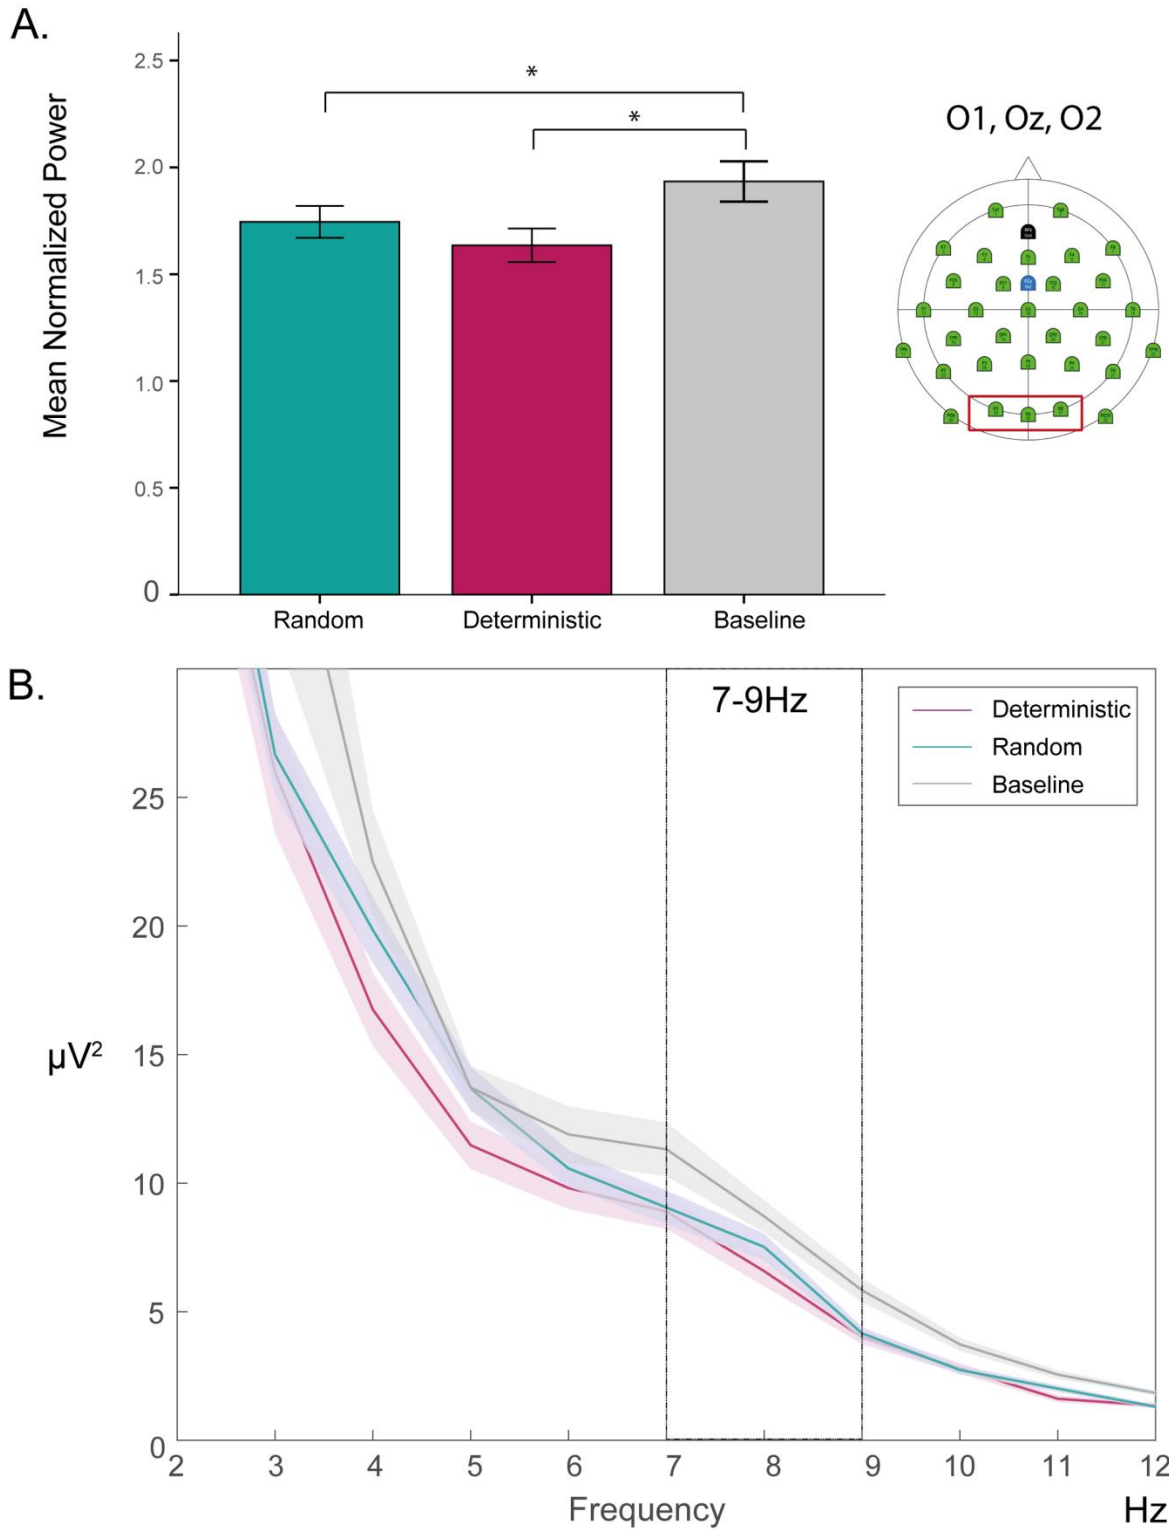 A.
Mean Normalized Power
2.5
2.0
1.5
1.0
0.5
0
*
*
Random
Deterministic
Baseline
O1, Oz, O2
B.
7-9Hz
Deterministic
Random
Baseline
µV²
25
20
15
10
5
0
2 3 4 5 6 7 8 9 10 11 12
Frequency
Hz